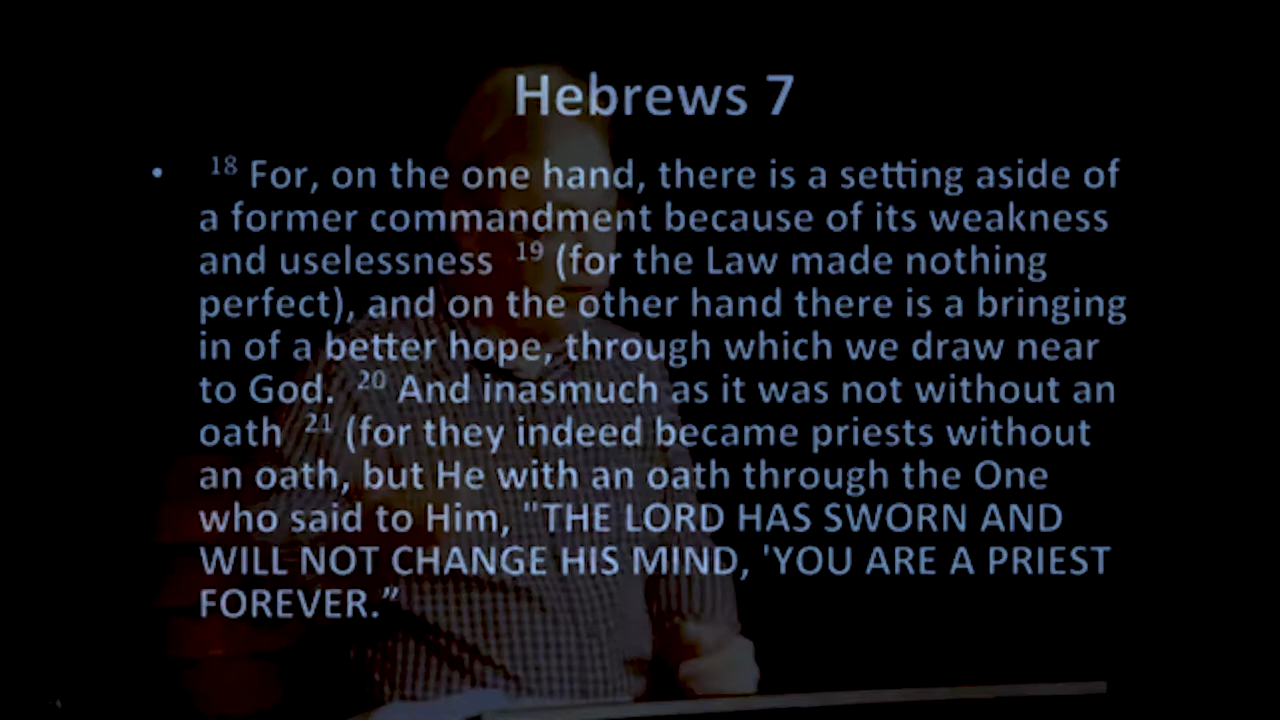 Hebrews 7
• 18 For, on the one hand, there is a setting aside of
a former commandment because of its weakness
and uselessness 19 (for the Law made nothing
perfect), and on the other hand there is a bringing
in of a better hope, through which we draw near
to God. 20 And inasmuch as it was not without an
oath 21 (for they indeed became priests without
an oath, but He with an oath through the One
who said to Him, "THE LORD HAS SWORN AND
WILL NOT CHANGE HIS MIND, 'YOU ARE A PRIEST
FOREVER.”